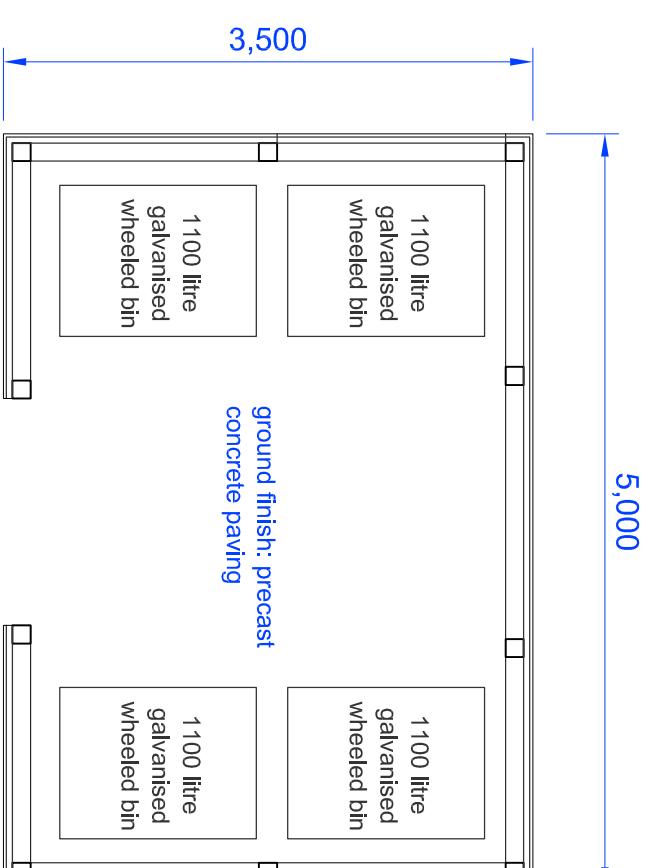 3,500
1100 litre
galvanised
wheeled bin
1100 litre
galvanised
wheeled bin
5,000
ground finish: precast
concrete paving
1100 litre
galvanised
wheeled bin
1100 litre
galvanised
wheeled bin